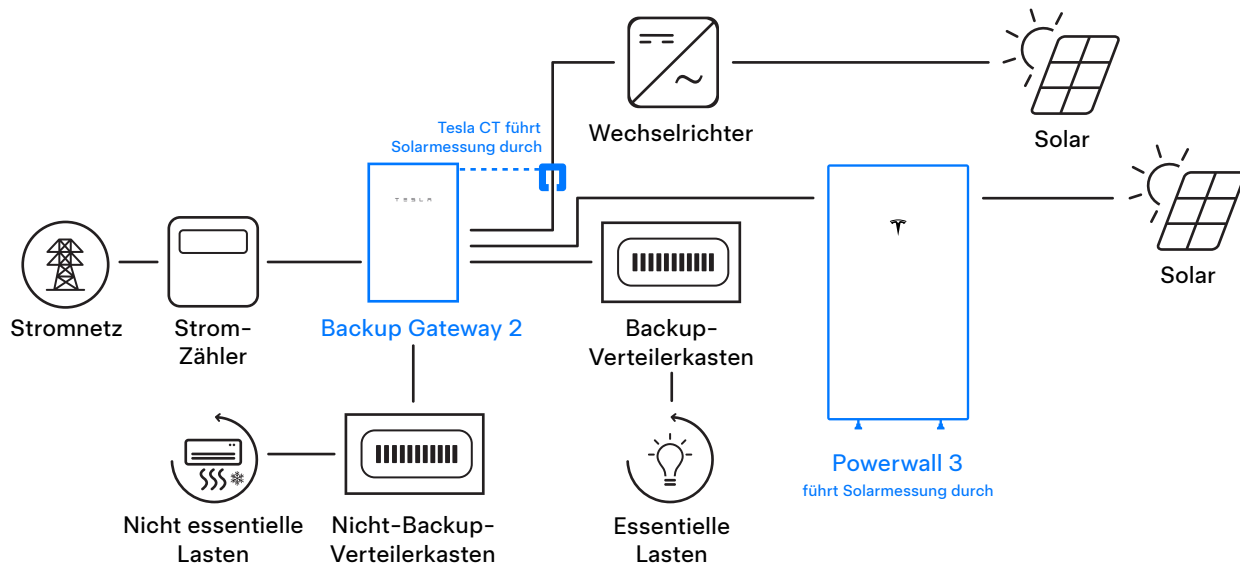 Tesla CT führt
Solarmessung durch
Wechselrichter
Solar
TESLA
Solar
Stromnetz
Strom-
Zähler
Backup Gateway 2
Backup-
Verteilerkasten
Powerwall 3
führt Solarmessung durch
Nicht essentielle
Lasten
Nicht-Backup-
Verteilerkasten
Essentielle
Lasten